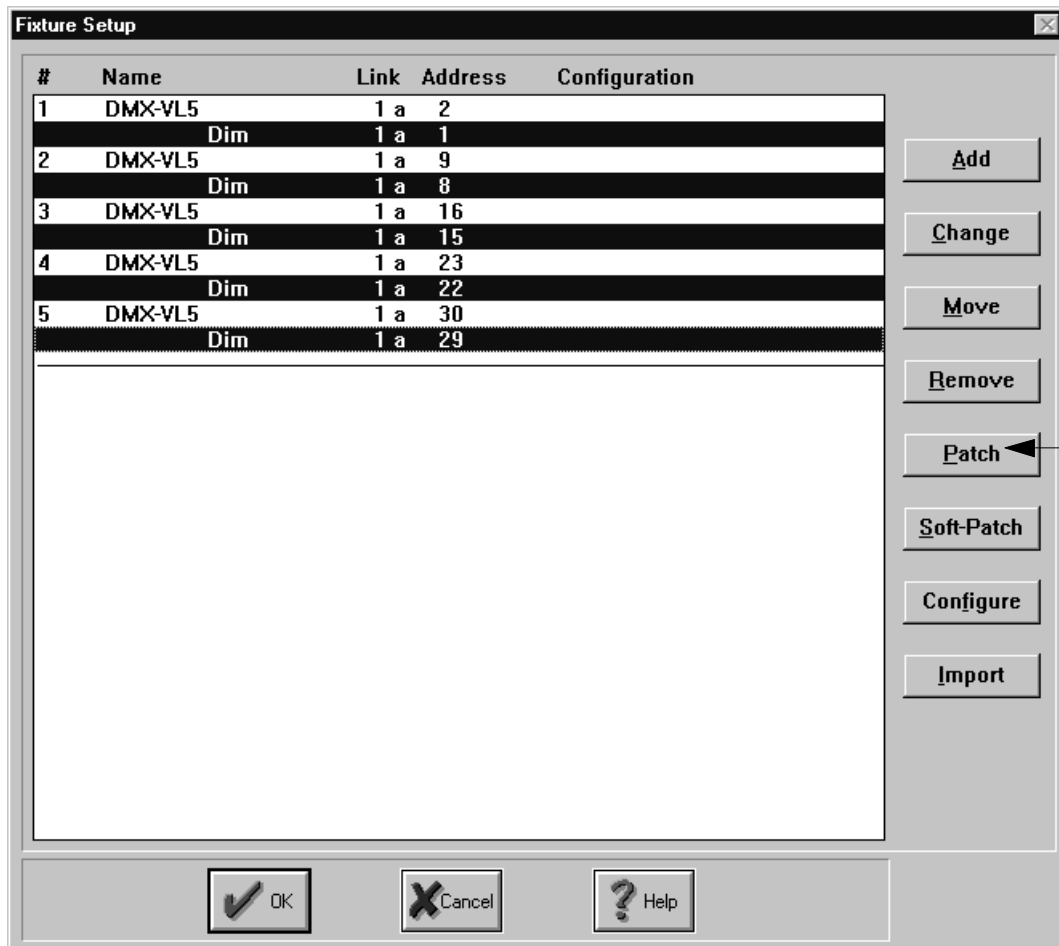 Fixture Setup
# Name Link Address Configuration
1 DMX-VL5 1 a 2
Dim 1 a 1
2 DMX-VL5 1 a 9
Dim 1 a 8
3 DMX-VL5 1 a 16
Dim 1 a 15
4 DMX-VL5 1 a 23
Dim 1 a 22
5 DMX-VL5 1 a 30
Dim 1 a 29
Add
Change
Move
Remove
Patch
Soft-Patch
Configure
Import
OK
Cancel
Help